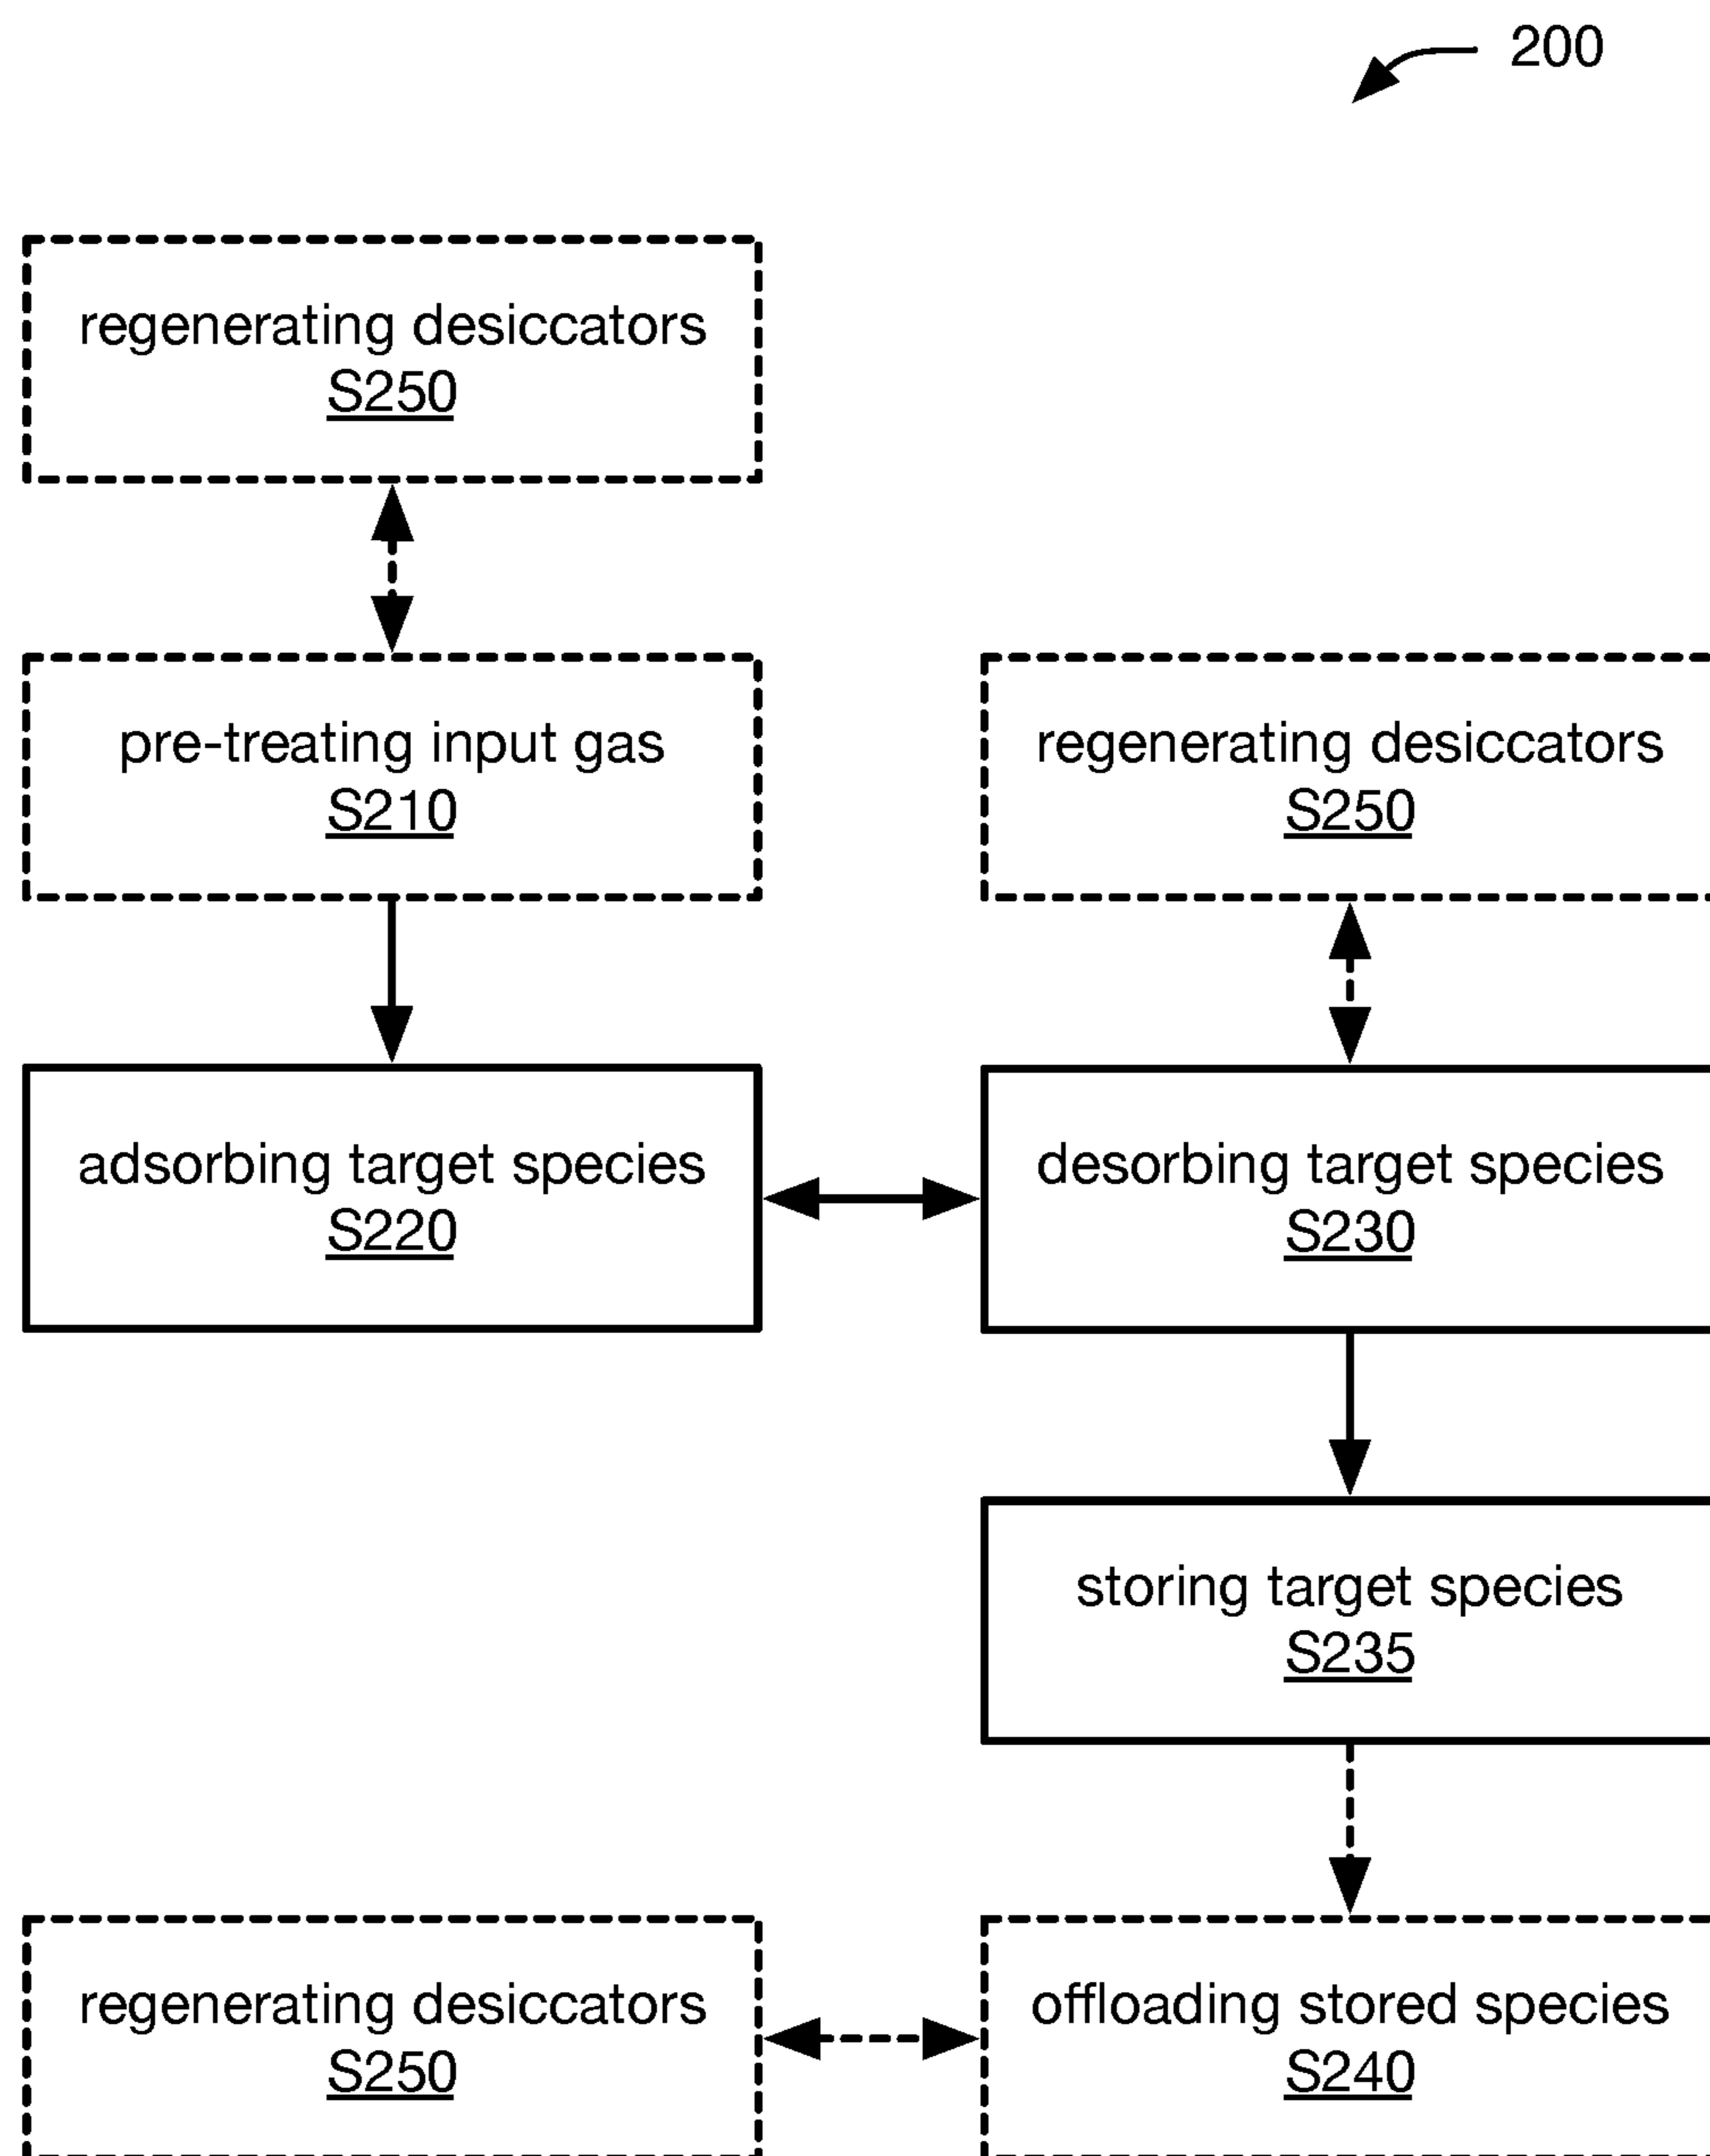 200
regenerating desiccators
S250
pre-treating input gas
S210
regenerating desiccators
S250
adsorbing target species
S220
desorbing target species
S230
storing target species
S235
regenerating desiccators
S250
offloading stored species
S240